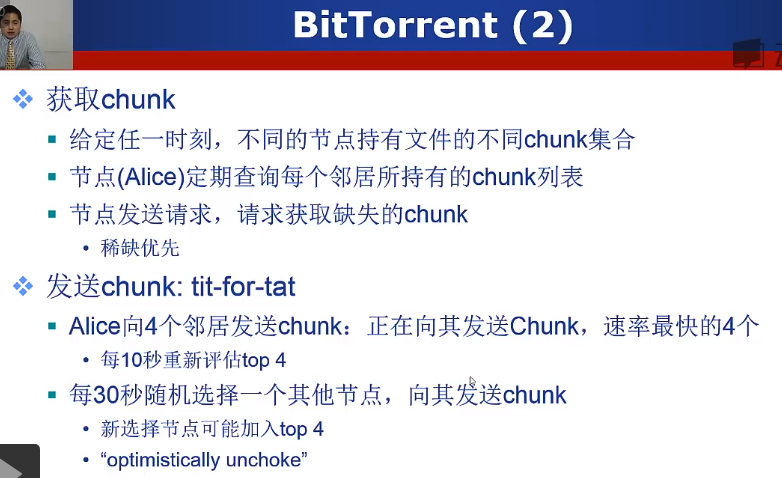 BitTorrent (2)
获取chunk
给定任一时刻，不同的节点持有文件的不同chunk集合
节点(Alice)定期查询每个邻居所持有的chunk列表
节点发送请求，请求获取缺失的chunk
稀缺优先
发送chunk: tit-for-tat
Alice向4个邻居发送chunk：正在向其发送Chunk，速率最快的4个
每10秒重新评估top 4
每30秒随机选择一个其他节点，向其发送chunk
新选择节点可能加入top 4
“optimistically unchoke”